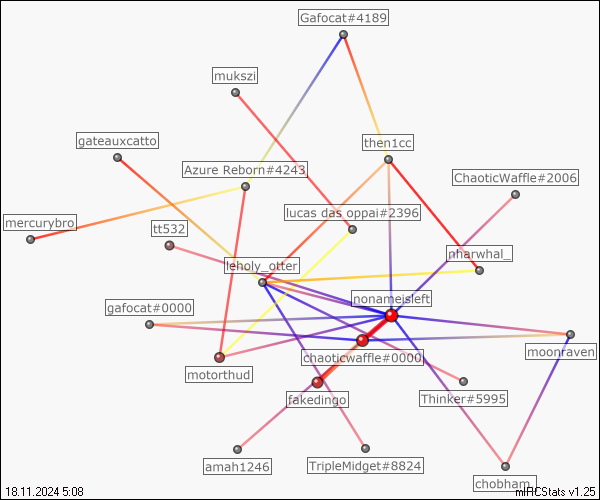 Gafocat#4189
mukszi
gateauxcatto
then1cc
Azure Reborn#4243
ChaoticWaffle#2006
lucas das oppai#2396
mercurybro
tt532
nharwhal_
leholy_otter
nonameisleft
gafocat#0000
chaoticwaffle#0000
moonraven
motorthud
fakedingo
Thinker#5995
amah1246
TripleMidget#8824
chobham_
18.11.2024 5:08
mIRCStats v1.25